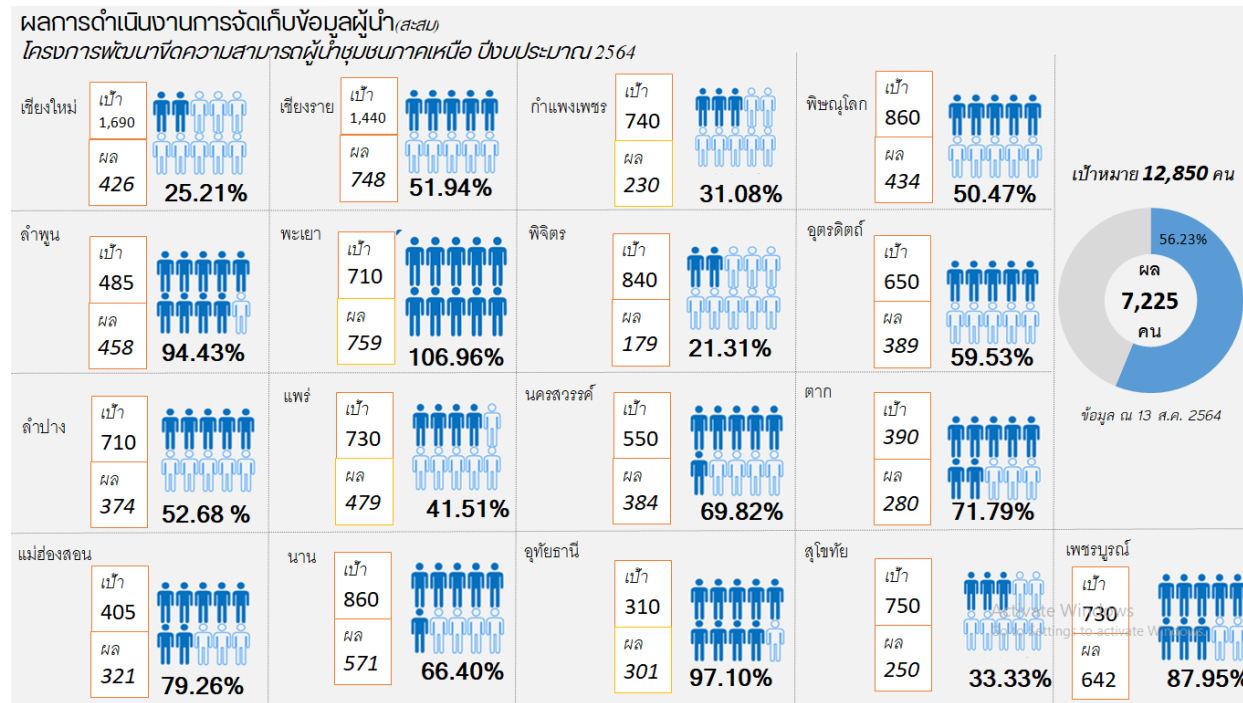 ผลการดำเนินงานการจัดเก็บข้อมูลผู้นำ(สะสม)
โครงการพัฒนาขีดความสามารถผู้นำชุมชนภาคเหนือ ปีงบประมาณ 2564
เชียงใหม่
เป้า
1,690
ผล
426
25.21%
เชียงราย
เป้า
1,440
ผล
748
51.94%
กำแพงเพชร
เป้า
740
ผล
230
31.08%
พิษณุโลก
เป้า
860
ผล
434
50.47%
เป้าหมาย 12,850 คน
56.23%
ผล
7,225
คน
ข้อมูล ณ 13 ส.ค. 2564
ลำพูน
เป้า
485
ผล
458
94.43%
พะเยา
เป้า
710
ผล
759
106.96%
พิจิตร
เป้า
840
ผล
179
21.31%
อุตรดิตถ์
เป้า
650
ผล
389
59.53%
ลำปาง
เป้า
710
ผล
374
52.68 %
แพร่
เป้า
730
ผล
479
41.51%
นครสวรรค์
เป้า
550
ผล
384
69.82%
ตาก
เป้า
390
ผล
280
71.79%
แม่ฮ่องสอน
เป้า
405
ผล
321
79.26%
นาน
เป้า
860
ผล
571
66.40%
อุทัยธานี
เป้า
310
ผล
301
97.10%
สุโขทัย
เป้า
750
ผล
250
33.33%
เพชรบูรณ์
เป้า
730
ผล
642
87.95%
Activate Windows
Go to Settings to activate Windows.